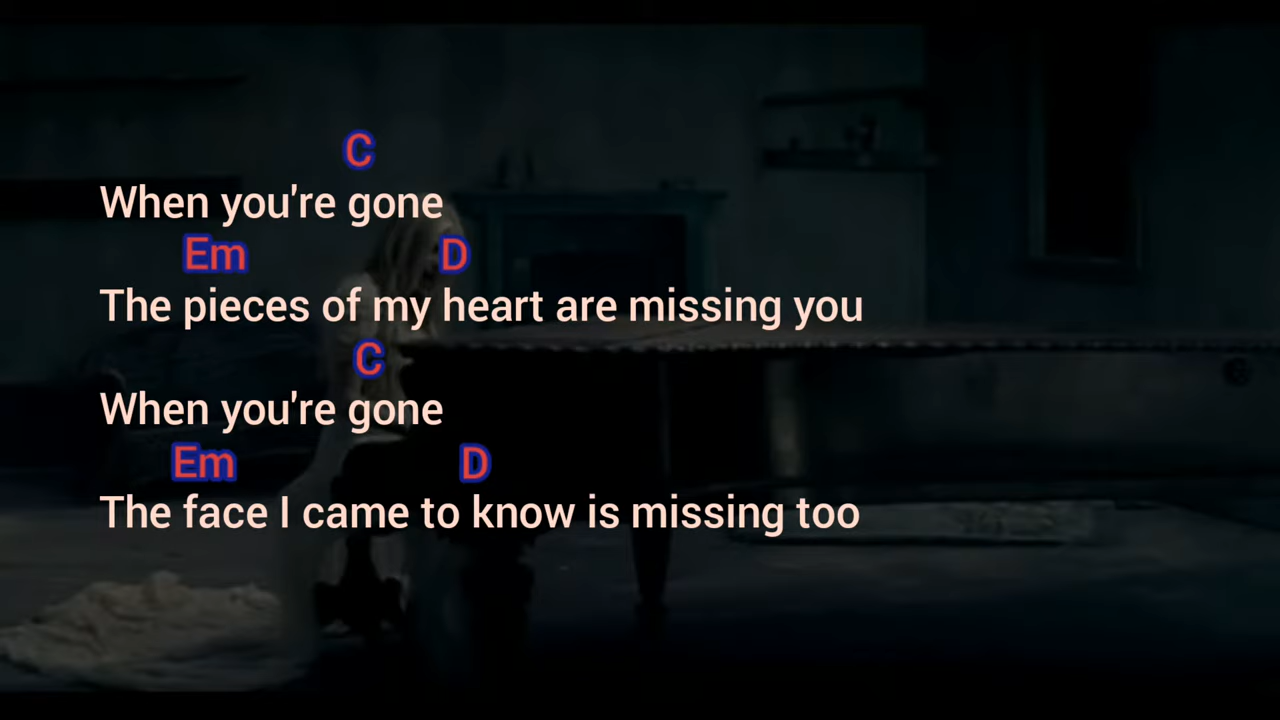 C
When you're gone
Em D
The pieces of my heart are missing you
C
When you're gone
Em D
The face I came to know is missing too